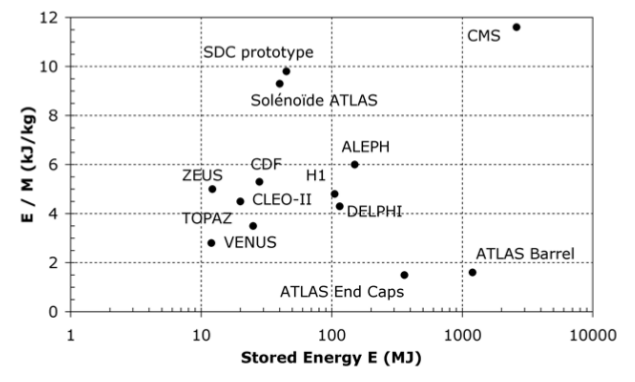 12
10
8
6
4
2
0
E / M (kJ/kg)
CMS
SDC prototype
Solénoïde ATLAS
ALEPH
ZEUS
CDF
H1
CLEO-II
DELPHI
TOPAZ
VENUS
ATLAS Barrel
ATLAS End Caps
1
10
100
1000
10000
Stored Energy E (MJ)